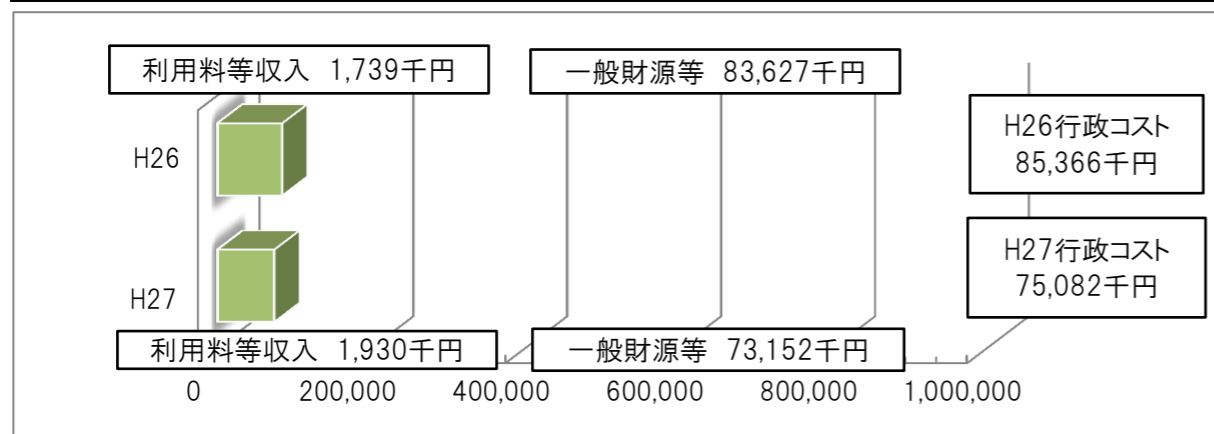 利用料等収入 1,739千円
一般財源等 83,627千円
H26
H26行政コスト
85,366千円
H27
H27行政コスト
75,082千円
利用料等収入 1,930千円
一般財源等 73,152千円
0 200,000 400,000 600,000 800,000 1,000,000